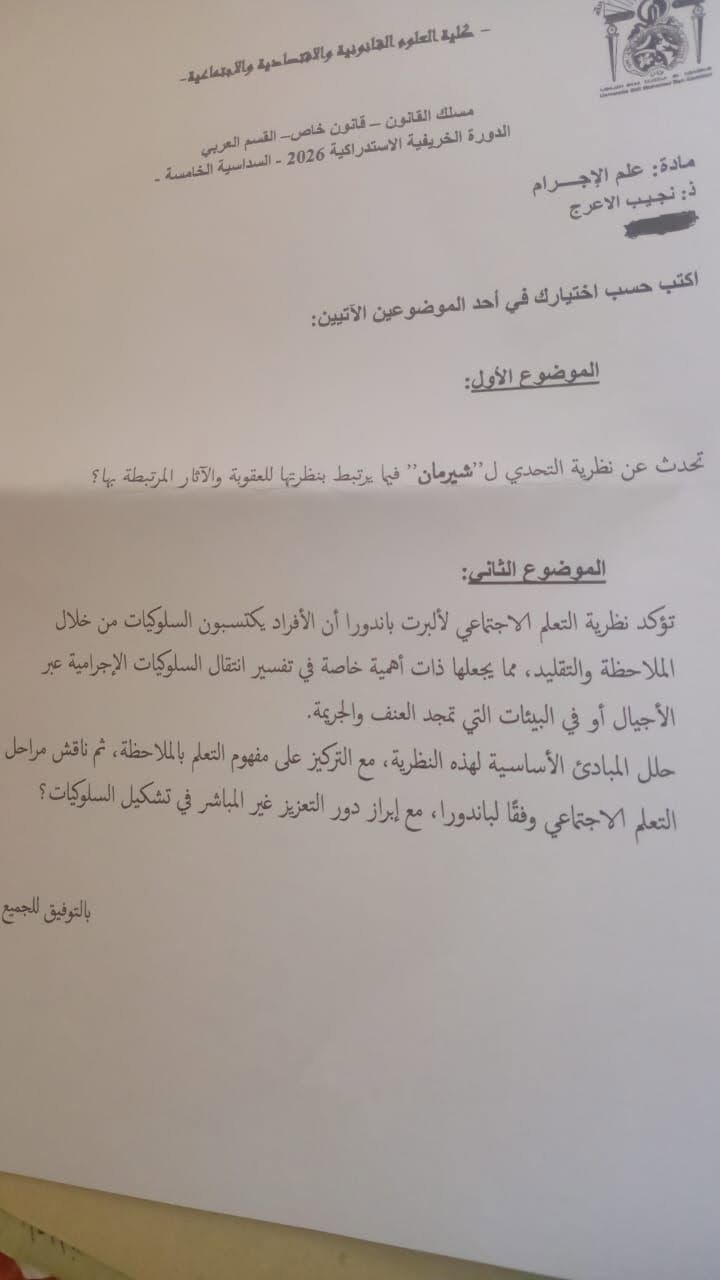 - كلية العلوم القانونية والاقتصادية والاجتماعية-
مسلك القانون – قانون خاص– القسم العربي
الدورة الخريفية الاستدراكية 2026 - السداسية الخامسة -
مادة: علم الإجـــرام
ذ: نجيب الاعرج
اكتب حسب اختيارك في أحد الموضوعين الآتيين:
الموضوع الأول:
تحدث عن نظرية التحدي ل"شيرمان" فيما يرتبط بنظرتها للعقوبة والآثار المرتبطة بها؟
الموضوع الثاني:
تؤكد نظرية التعلم الاجتماعي لألبرت باندورا أن الأفراد يكتسبون السلوكيات من خلال
الملاحظة والتقليد، مما يجعلها ذات أهمية خاصة في تفسير انتقال السلوكيات الإجرامية عبر
الأجيال أو في البيئات التي تمجد العنف والجريمة.
حلل المبادئ الأساسية لهذه النظرية، مع التركيز على مفهوم التعلم بالملاحظة، ثم ناقش مراحل
التعلم الاجتماعي وفقًا لباندورا، مع إبراز دور التعزيز غير المباشر في تشكيل السلوكيات؟
بالتوفيق للجميع